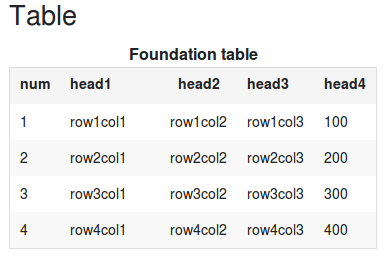 Table
Foundation table
num head1 head2 head3 head4
1 row1col1 row1col2 row1col3 100
2 row2col1 row2col2 row2col3 200
3 row3col1 row3col2 row3col3 300
4 row4col1 row4col2 row4col3 400